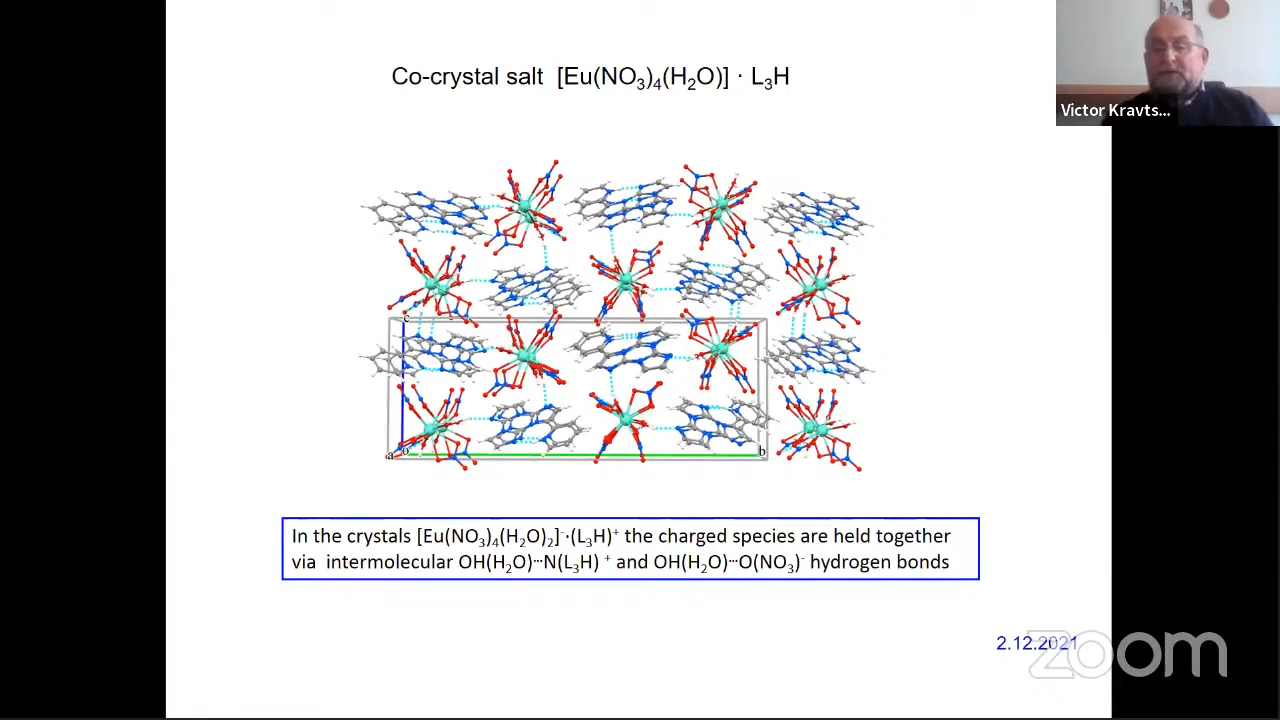 Co-crystal salt [Eu(NO₃)₄(H₂O)] · L₃H
Victor Kravts...
c
a o b
In the crystals [Eu(NO₃)₄(H₂O)₂]⁻·(L₃H)⁺ the charged species are held together
via intermolecular OH(H₂O)···N(L₃H) ⁺ and OH(H₂O)···O(NO₃)⁻ hydrogen bonds
2.12.2021
zoom